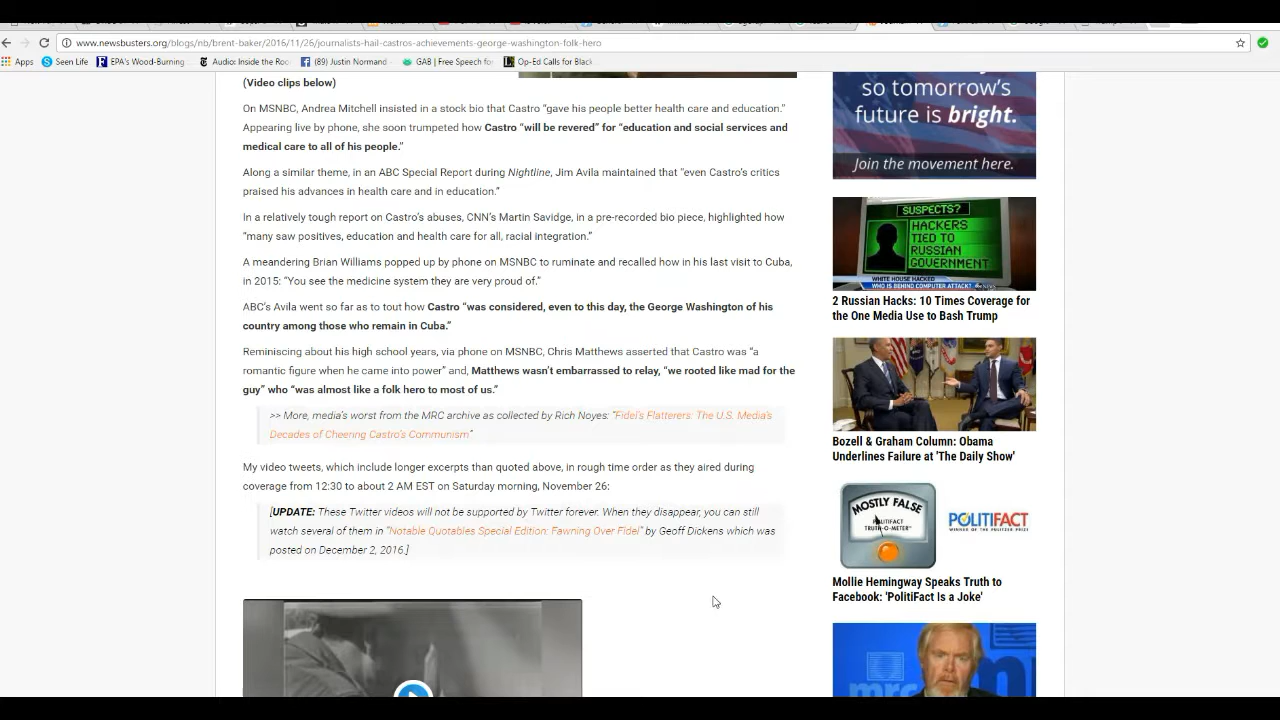 www.newsbusters.org/blogs/nb/brent-baker/2016/11/26/journalists-hail-castros-achievements-george-washington-folk-hero
Apps
Seen Life
EPA's Wood-Burning
Audio: Inside the Roo
(89) Justin Normand
GAB | Free Speech for
Op-Ed Calls for Black
(Video clips below)
On MSNBC, Andrea Mitchell insisted in a stock bio that Castro “gave his people better health care and education.”
Appearing live by phone, she soon trumpeted how Castro “will be revered” for “education and social services and
medical care to all of his people.”
Along a similar theme, in an ABC Special Report during Nightline, Jim Avila maintained that “even Castro’s critics
praised his advances in health care and in education.”
In a relatively tough report on Castro’s abuses, CNN’s Martin Savidge, in a pre-recorded bio piece, highlighted how
“many saw positives, education and health care for all, racial integration.”
A meandering Brian Williams popped up by phone on MSNBC to ruminate and recalled how in his last visit to Cuba,
in 2015: “You see the medicine system they are very proud of.”
ABC’s Avila went so far as to tout how Castro “was considered, even to this day, the George Washington of his
country among those who remain in Cuba.”
Reminiscing about his high school years, via phone on MSNBC, Chris Matthews asserted that Castro was “a
romantic figure when he came into power” and, Matthews wasn’t embarrassed to relay, “we rooted like mad for the
guy” who “was almost like a folk hero to most of us.”
>> More, media’s worst from the MRC archive as collected by Rich Noyes: “Fidel’s Flatterers: The U.S. Media’s
Decades of Cheering Castro’s Communism”
My video tweets, which include longer excerpts than quoted above, in rough time order as they aired during
coverage from 12:30 to about 2 AM EST on Saturday morning, November 26:
[UPDATE: These Twitter videos will not be supported by Twitter forever. When they disappear, you can still
watch several of them in “Notable Quotables Special Edition: Fawning Over Fidel” by Geoff Dickens which was
posted on December 2, 2016.]
so tomorrow’s
future is bright.
Join the movement here.
SUSPECTS?
HACKERS
TIED TO
RUSSIAN
GOVERNMENT
WHITE HOUSE HACKED
WHO IS BEHIND COMPUTER ATTACK?
2 Russian Hacks: 10 Times Coverage for
the One Media Use to Bash Trump
Bozell & Graham Column: Obama
Underlines Failure at 'The Daily Show'
MOSTLY FALSE
POLITIFACT
TRUTH-O-METER™
POLITIFACT
WINNER OF THE PULITZER PRIZE
Mollie Hemingway Speaks Truth to
Facebook: 'PolitiFact Is a Joke'
mrc